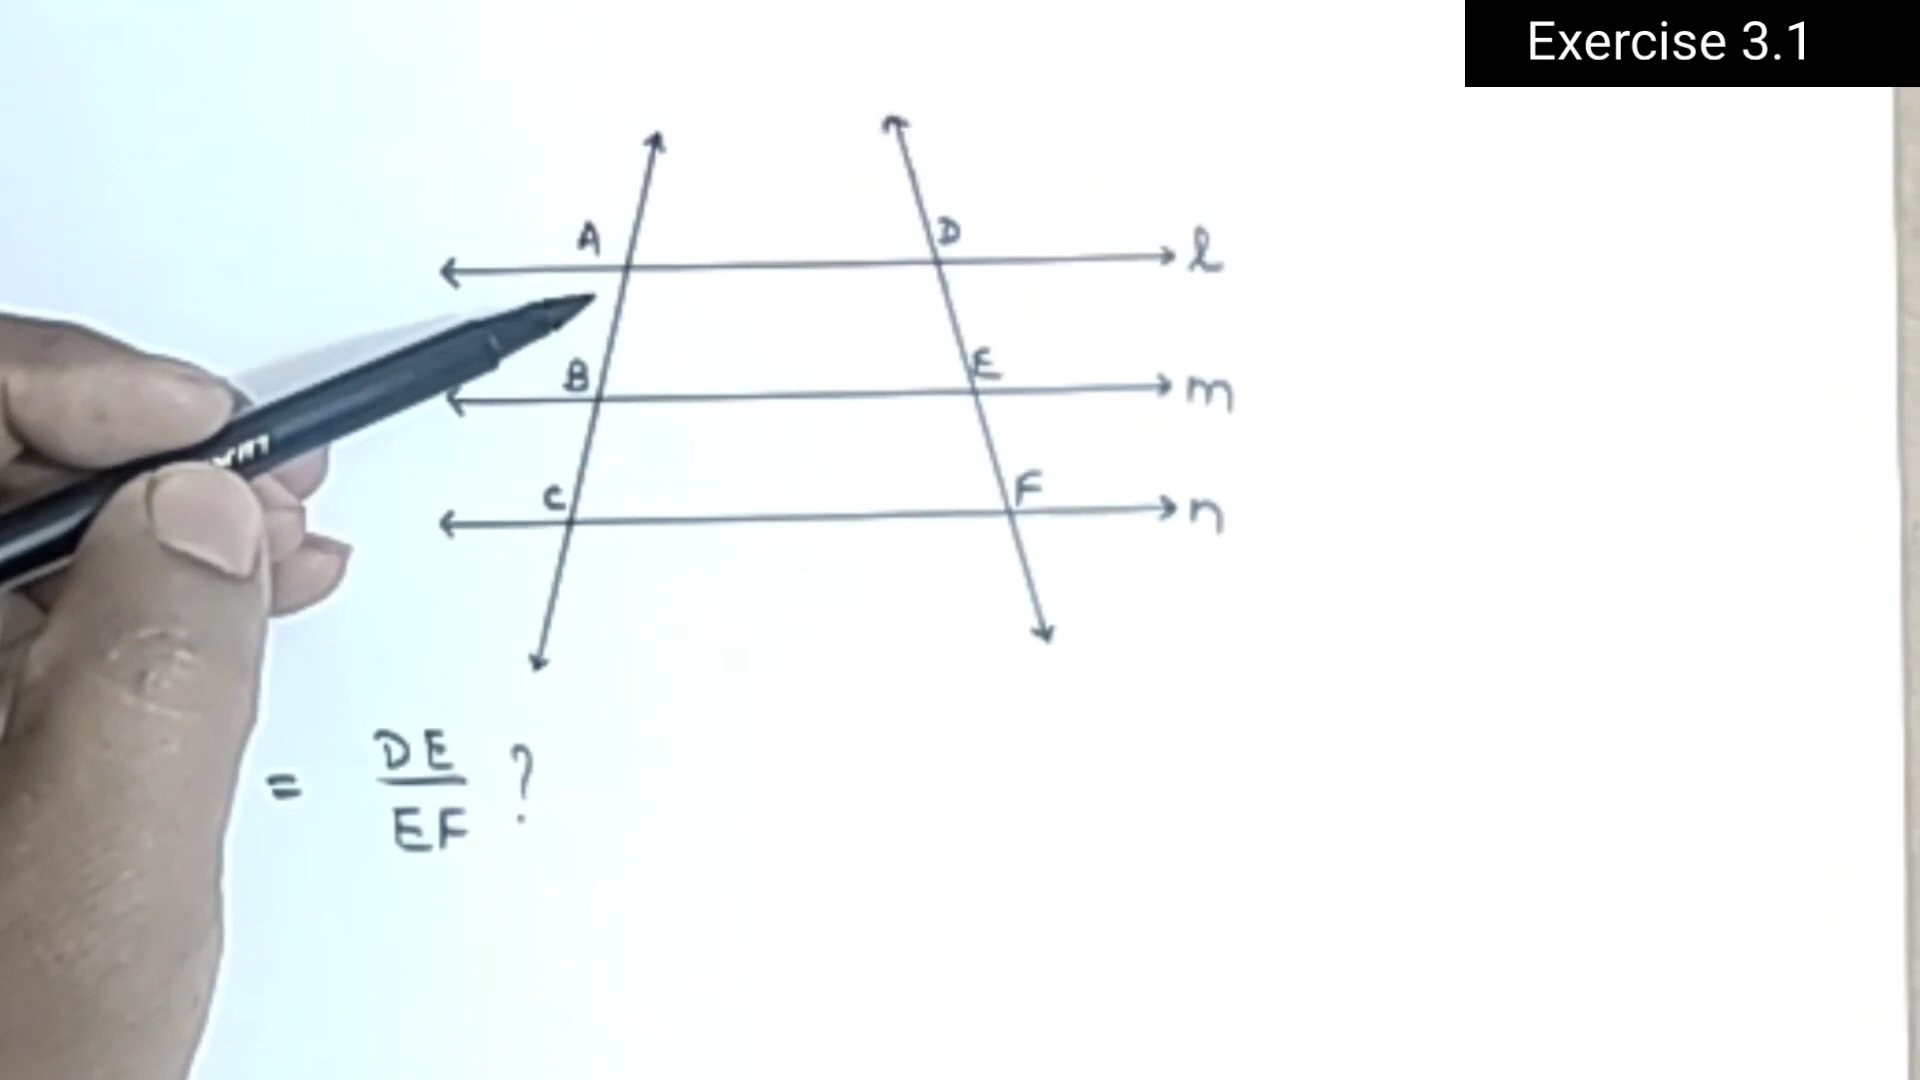 Exercise 3.1
A D l
B E m
C F n
= DE/EF ?